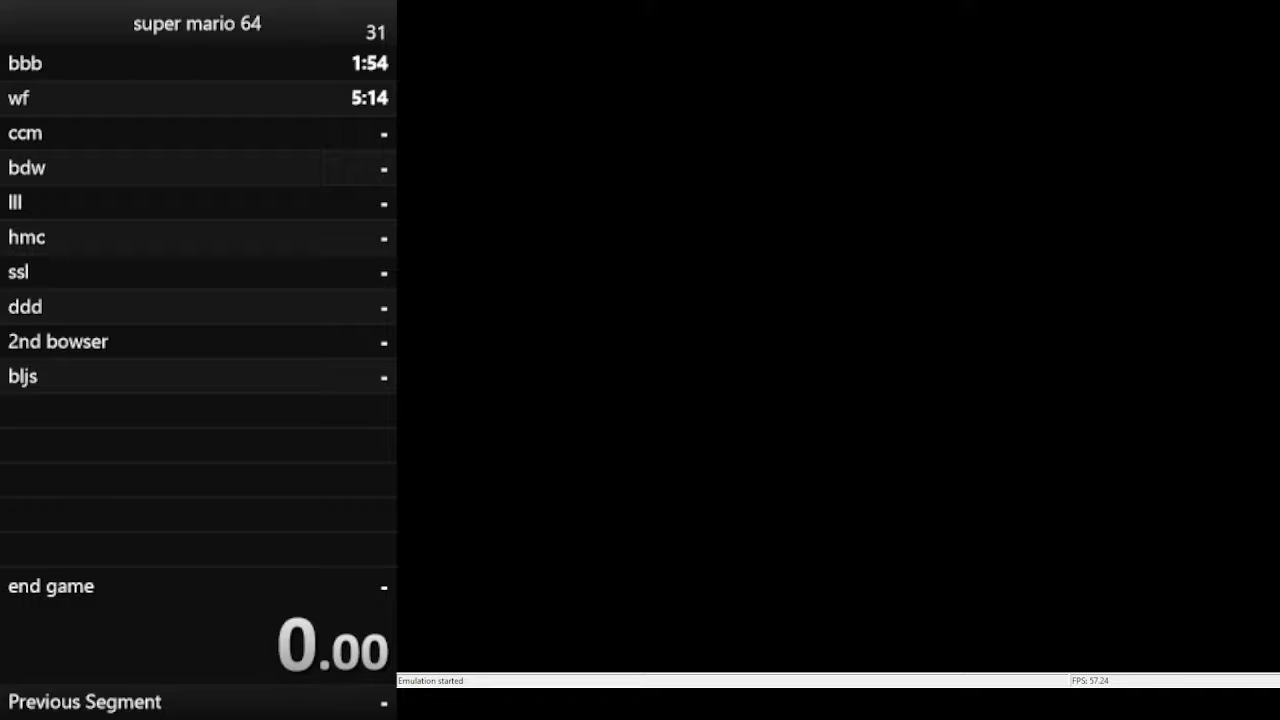 super mario 64
31
bbb 1:54
wf 5:14
ccm -
bdw -
lll -
hmc -
ssl -
ddd -
2nd bowser -
bljs -
end game -
0.00
Emulation started FPS: 57.24
Previous Segment -